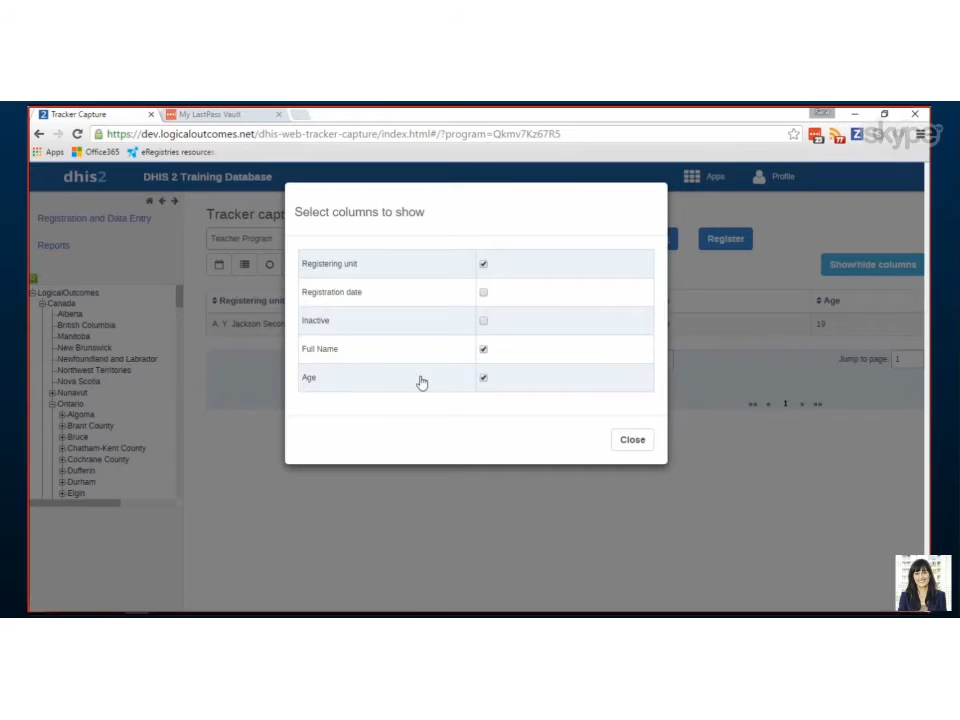 Tracker Capture
My LastPass Vault
https://dev.logicaloutcomes.net/dhis-web-tracker-capture/index.html#/?program=Qkmv7Kz67R5
skype
Apps Office365 eRegistries resources
23 77
dhis2 DHIS 2 Training Database Apps Profile
Registration and Data Entry
Reports
Tracker capt
Teacher Program
Register
Show/hide columns
Registering unit
Age
A. Y. Jackson Secon
19
Jump to page: 1
«« « 1 » »»
LogicalOutcomes
Canada
Alberta
British Columbia
Manitoba
New Brunswick
Newfoundland and Labrador
Northwest Territories
Nova Scotia
Nunavut
Ontario
Algoma
Brant County
Bruce
Chatham-Kent County
Cochrane County
Dufferin
Durham
Elgin
Select columns to show
Registering unit
Registration date
Inactive
Full Name
Age
Close